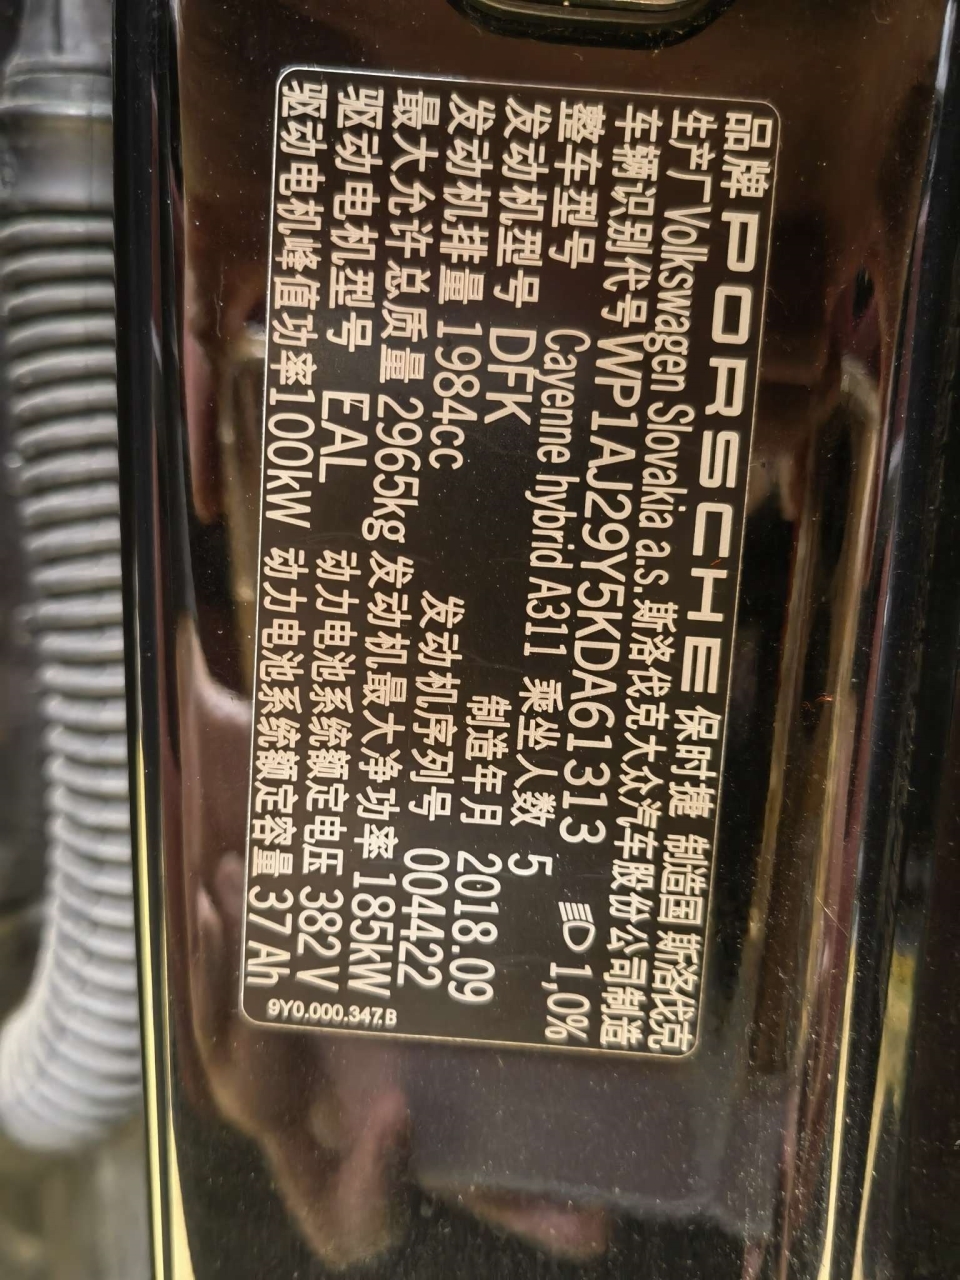 品牌 PORSCHE 保时捷 制造国 斯洛伐克
生产厂 Volkswagen Slovakia a.s. 斯洛伐克大众汽车股份公司制造
车辆识别代号 WP1AJ29Y5KDA61313
整车型号 Cayenne hybrid A311 乘坐人数 5 1,0%
发动机型号 DFK 制造年月 2018.09
发动机排量 1984cc 发动机序列号 004422
最大允许总质量 2965kg 发动机最大净功率 185kW
驱动电机型号 EAL 动力电池系统额定电压 382V
驱动电机峰值功率 100kW 动力电池系统额定容量 37Ah
9Y0.000.347.B